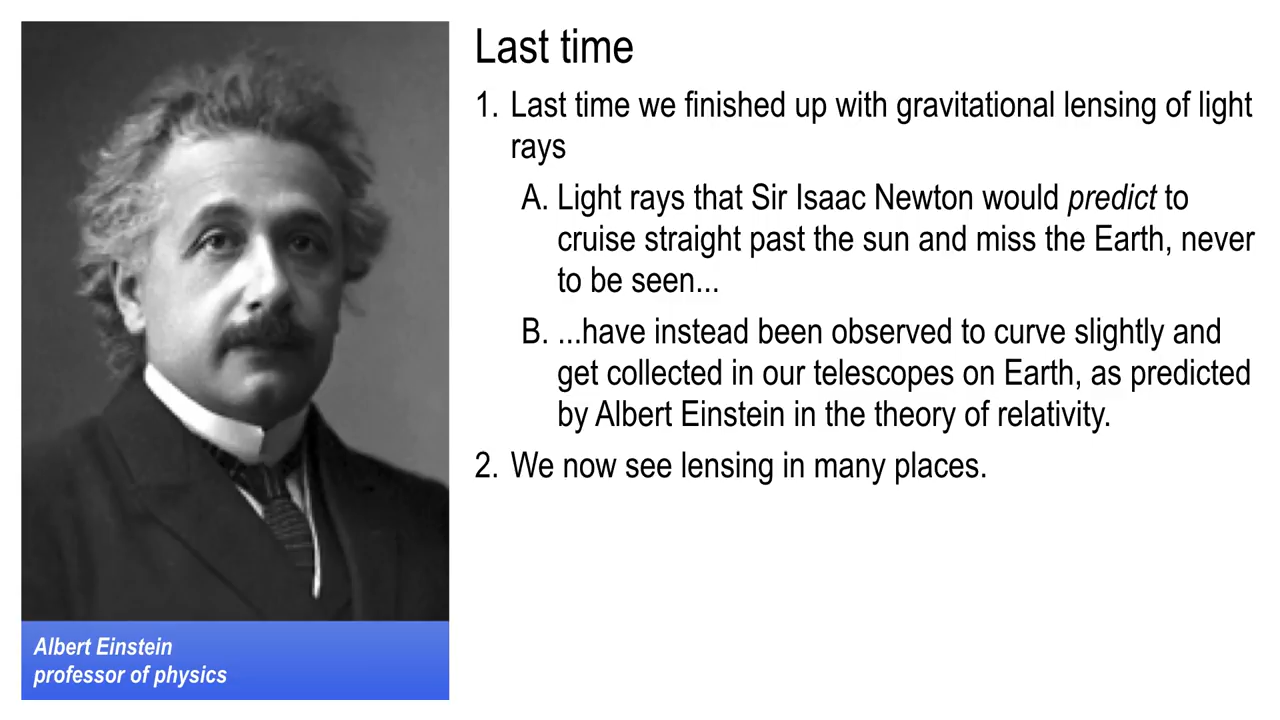 Last time
1. Last time we finished up with gravitational lensing of light
rays
A. Light rays that Sir Isaac Newton would predict to
cruise straight past the sun and miss the Earth, never
to be seen...
B. ...have instead been observed to curve slightly and
get collected in our telescopes on Earth, as predicted
by Albert Einstein in the theory of relativity.
2. We now see lensing in many places.
Albert Einstein
professor of physics